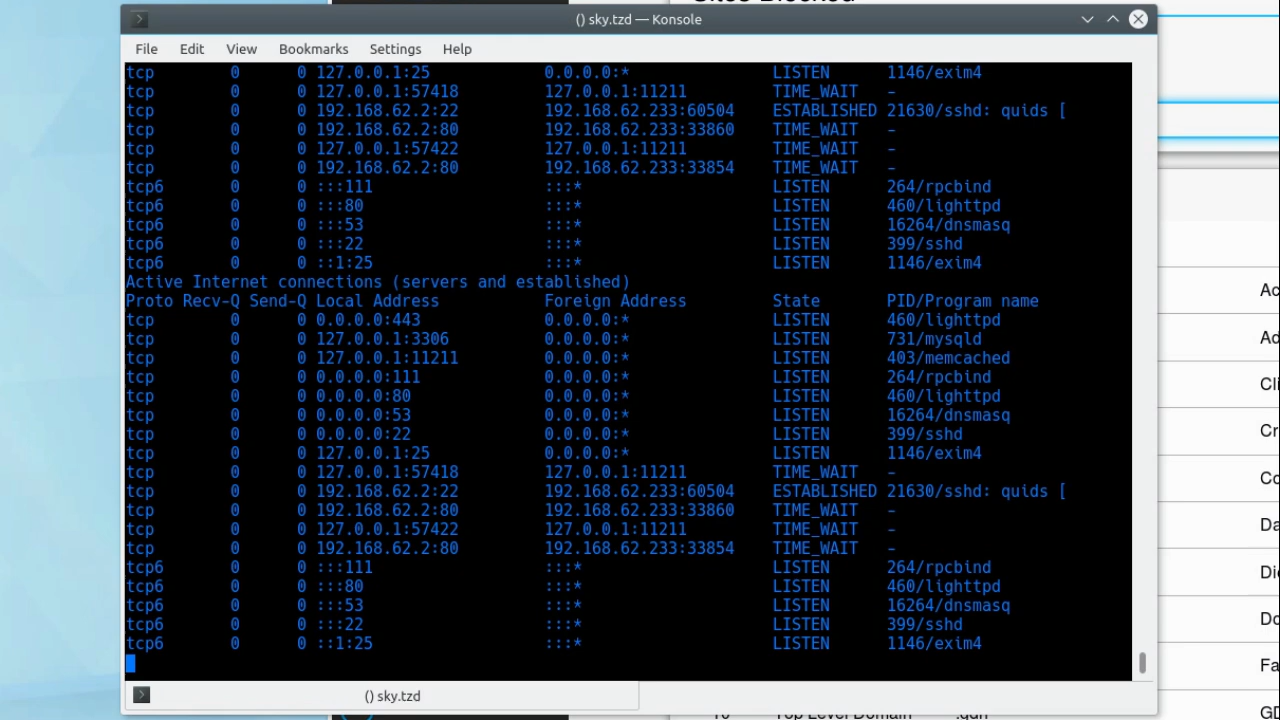 Sites Blocked
() sky.tzd — Konsole
File Edit View Bookmarks Settings Help
tcp 0 0 127.0.0.1:25 0.0.0.0:* LISTEN 1146/exim4
tcp 0 0 127.0.0.1:57418 127.0.0.1:11211 TIME_WAIT -
tcp 0 0 192.168.62.2:22 192.168.62.233:60504 ESTABLISHED 21630/sshd: quids [
tcp 0 0 192.168.62.2:80 192.168.62.233:33860 TIME_WAIT -
tcp 0 0 127.0.0.1:57422 127.0.0.1:11211 TIME_WAIT -
tcp 0 0 192.168.62.2:80 192.168.62.233:33854 TIME_WAIT -
tcp6 0 0 :::111 :::* LISTEN 264/rpcbind
tcp6 0 0 :::80 :::* LISTEN 460/lighttpd
tcp6 0 0 :::53 :::* LISTEN 16264/dnsmasq
tcp6 0 0 :::22 :::* LISTEN 399/sshd
tcp6 0 0 ::1:25 :::* LISTEN 1146/exim4
Active Internet connections (servers and established)
Proto Recv-Q Send-Q Local Address Foreign Address State PID/Program name
tcp 0 0 0.0.0.0:443 0.0.0.0:* LISTEN 460/lighttpd
tcp 0 0 127.0.0.1:3306 0.0.0.0:* LISTEN 731/mysqld
tcp 0 0 127.0.0.1:11211 0.0.0.0:* LISTEN 403/memcached
tcp 0 0 0.0.0.0:111 0.0.0.0:* LISTEN 264/rpcbind
tcp 0 0 0.0.0.0:80 0.0.0.0:* LISTEN 460/lighttpd
tcp 0 0 0.0.0.0:53 0.0.0.0:* LISTEN 16264/dnsmasq
tcp 0 0 0.0.0.0:22 0.0.0.0:* LISTEN 399/sshd
tcp 0 0 127.0.0.1:25 0.0.0.0:* LISTEN 1146/exim4
tcp 0 0 127.0.0.1:57418 127.0.0.1:11211 TIME_WAIT -
tcp 0 0 192.168.62.2:22 192.168.62.233:60504 ESTABLISHED 21630/sshd: quids [
tcp 0 0 192.168.62.2:80 192.168.62.233:33860 TIME_WAIT -
tcp 0 0 127.0.0.1:57422 127.0.0.1:11211 TIME_WAIT -
tcp 0 0 192.168.62.2:80 192.168.62.233:33854 TIME_WAIT -
tcp6 0 0 :::111 :::* LISTEN 264/rpcbind
tcp6 0 0 :::80 :::* LISTEN 460/lighttpd
tcp6 0 0 :::53 :::* LISTEN 16264/dnsmasq
tcp6 0 0 :::22 :::* LISTEN 399/sshd
tcp6 0 0 ::1:25 :::* LISTEN 1146/exim4
() sky.tzd
Ac
Ad
Cli
Cr
Co
Da
Die
Do
Fa
GD
10 Top Level Domain .gdn